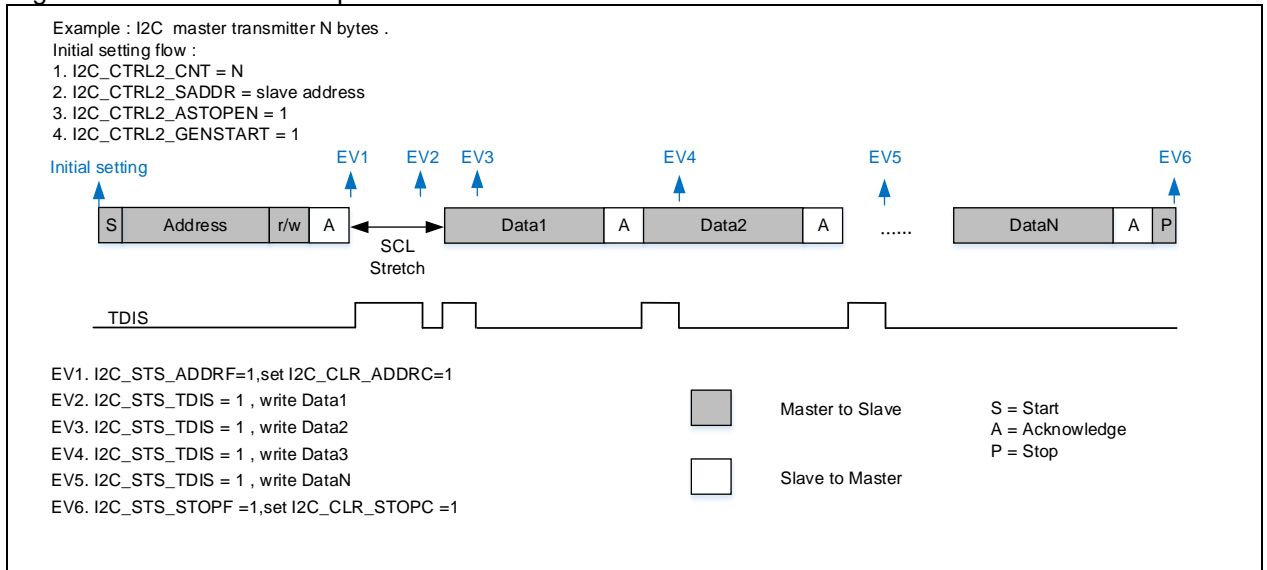 Example : I2C  master transmitter N bytes .
Initial setting flow :
1. I2C_CTRL2_CNT = N
2. I2C_CTRL2_SADDR = slave address
3. I2C_CTRL2_ASTOPEN = 1
4. I2C_CTRL2_GENSTART = 1
Initial setting
EV1
EV2
EV3
EV4
EV5
EV6
S
Address
r/w
A
SCL
Stretch
Data1
A
Data2
A
......
DataN
A
P
TDIS
EV1. I2C_STS_ADDRF=1,set I2C_CLR_ADDRC=1
EV2. I2C_STS_TDIS = 1 , write Data1
EV3. I2C_STS_TDIS = 1 , write Data2
EV4. I2C_STS_TDIS = 1 , write Data3
EV5. I2C_STS_TDIS = 1 , write DataN
EV6. I2C_STS_STOPF =1,set I2C_CLR_STOPC =1
Master to Slave
Slave to Master
S = Start
A = Acknowledge
P = Stop